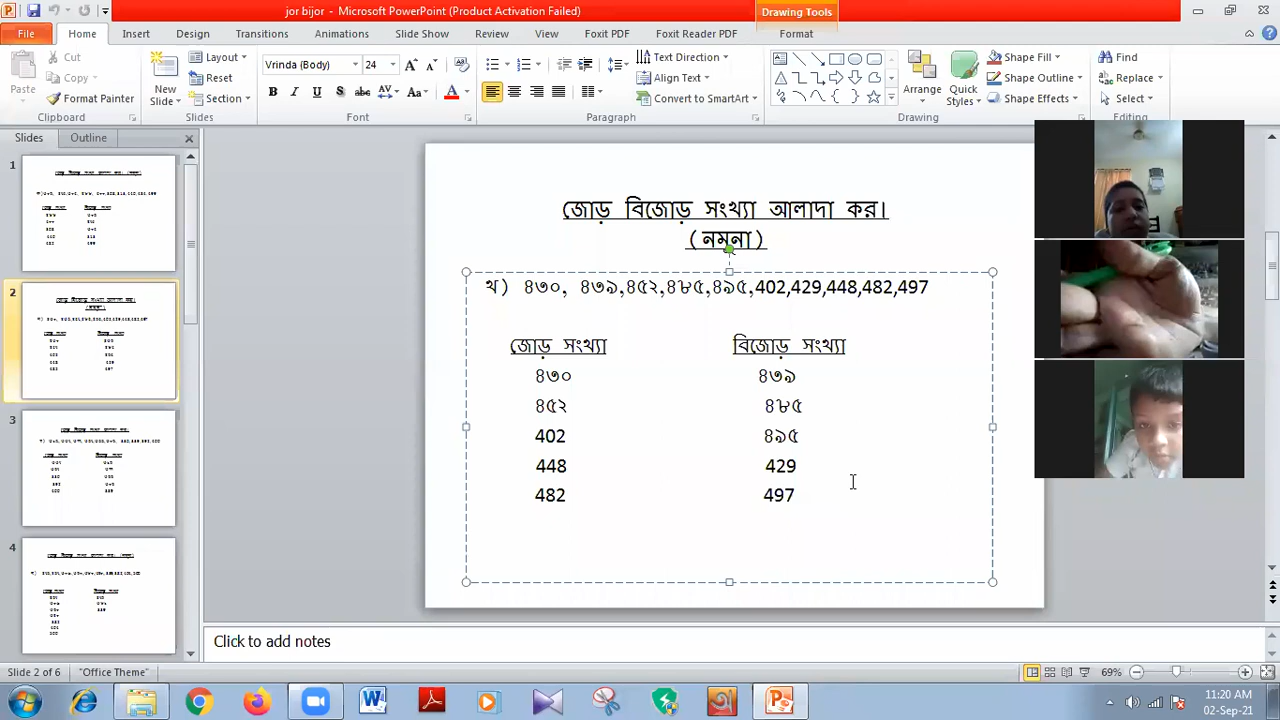 jor bijor - Microsoft PowerPoint (Product Activation Failed)
Drawing Tools
File Home Insert Design Transitions Animations Slide Show Review View Foxit PDF Foxit Reader PDF Format
Cut
Copy
Format Painter
Paste
Clipboard
New Slide
Layout
Reset
Section
Slides
Vrinda (Body) 24
Font
Text Direction
Align Text
Convert to SmartArt
Paragraph
Arrange
Quick Styles
Shape Fill
Shape Outline
Shape Effects
Drawing
Find
Replace
Select
Editing
Slides Outline
1
2
3
4
জোড় বিজোড় সংখ্যা আলাদা কর।
(নমনা)
খ) ৪৩০, ৪৩৯,৪৫২,৪৮৫,৪৯৫,402,429,448,482,497
জোড় সংখ্যা বিজোড় সংখ্যা
৪৩০ ৪৩৯
৪৫২ ৪৮৫
402 ৪৯৫
448 429
482 497
Click to add notes
Slide 2 of 6 "Office Theme" 69%
11:20 AM
02-Sep-21